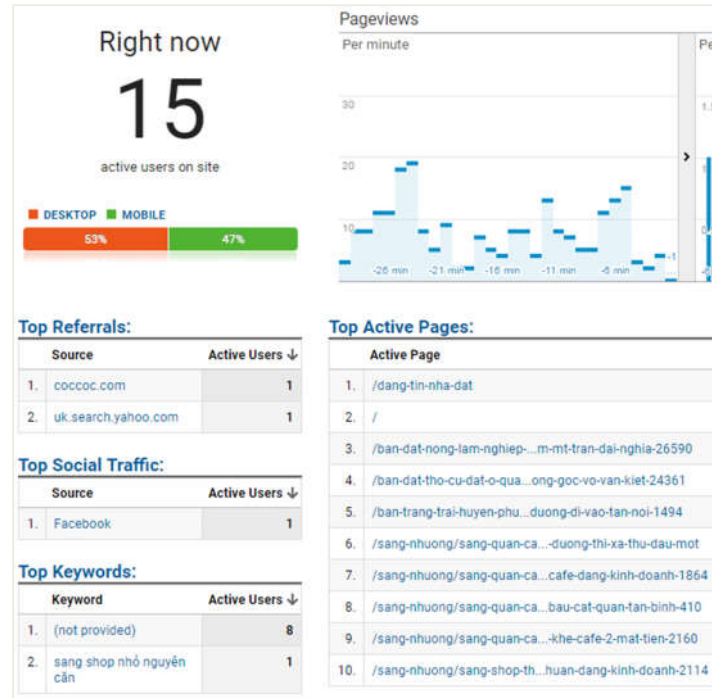 Right now
15
active users on site
DESKTOP MOBILE
53% 47%
Pageviews
Per minute
30
20
10
-26 min -21 min -16 min -11 min -6 min -1
Top Referrals:
Source Active Users
1. coccoc.com 1
2. uk.search.yahoo.com 1
Top Social Traffic:
Source Active Users
1. Facebook 1
Top Keywords:
Keyword Active Users
1. (not provided) 8
2. sang shop nhỏ nguyên
căn 1
Top Active Pages:
Active Page
1. /dang-tin-nha-dat
2. /
3. /ban-dat-nong-lam-nghiep-...m-mt-tran-dai-nghia-26590
4. /ban-dat-tho-cu-dat-o-qua...ong-goc-vo-van-kiet-24361
5. /ban-trang-trai-huyen-phu...duong-di-vao-tan-noi-1494
6. /sang-nhuong/sang-quan-ca...-duong-thi-xa-thu-dau-mot
7. /sang-nhuong/sang-quan-ca...cafe-dang-kinh-doanh-1864
8. /sang-nhuong/sang-quan-ca...bau-cat-quan-tan-binh-410
9. /sang-nhuong/sang-quan-ca...-khe-cafe-2-mat-tien-2160
10. /sang-nhuong/sang-shop-th...huan-dang-kinh-doanh-2114